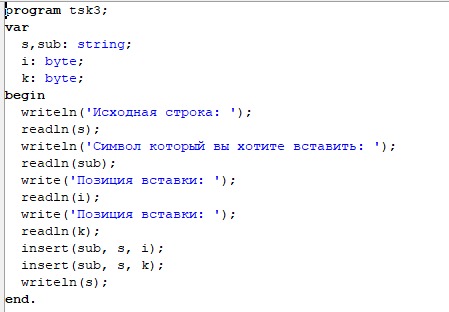 program tsk3;
var
  s,sub: string;
  i: byte;
  k: byte;
begin
  writeln('Исходная строка: ');
  readln(s);
  writeln('Символ который вы хотите вставить: ');
  readln(sub);
  write('Позиция вставки: ');
  readln(i);
  write('Позиция вставки: ');
  readln(k);
  insert(sub, s, i);
  insert(sub, s, k);
  writeln(s);
end.